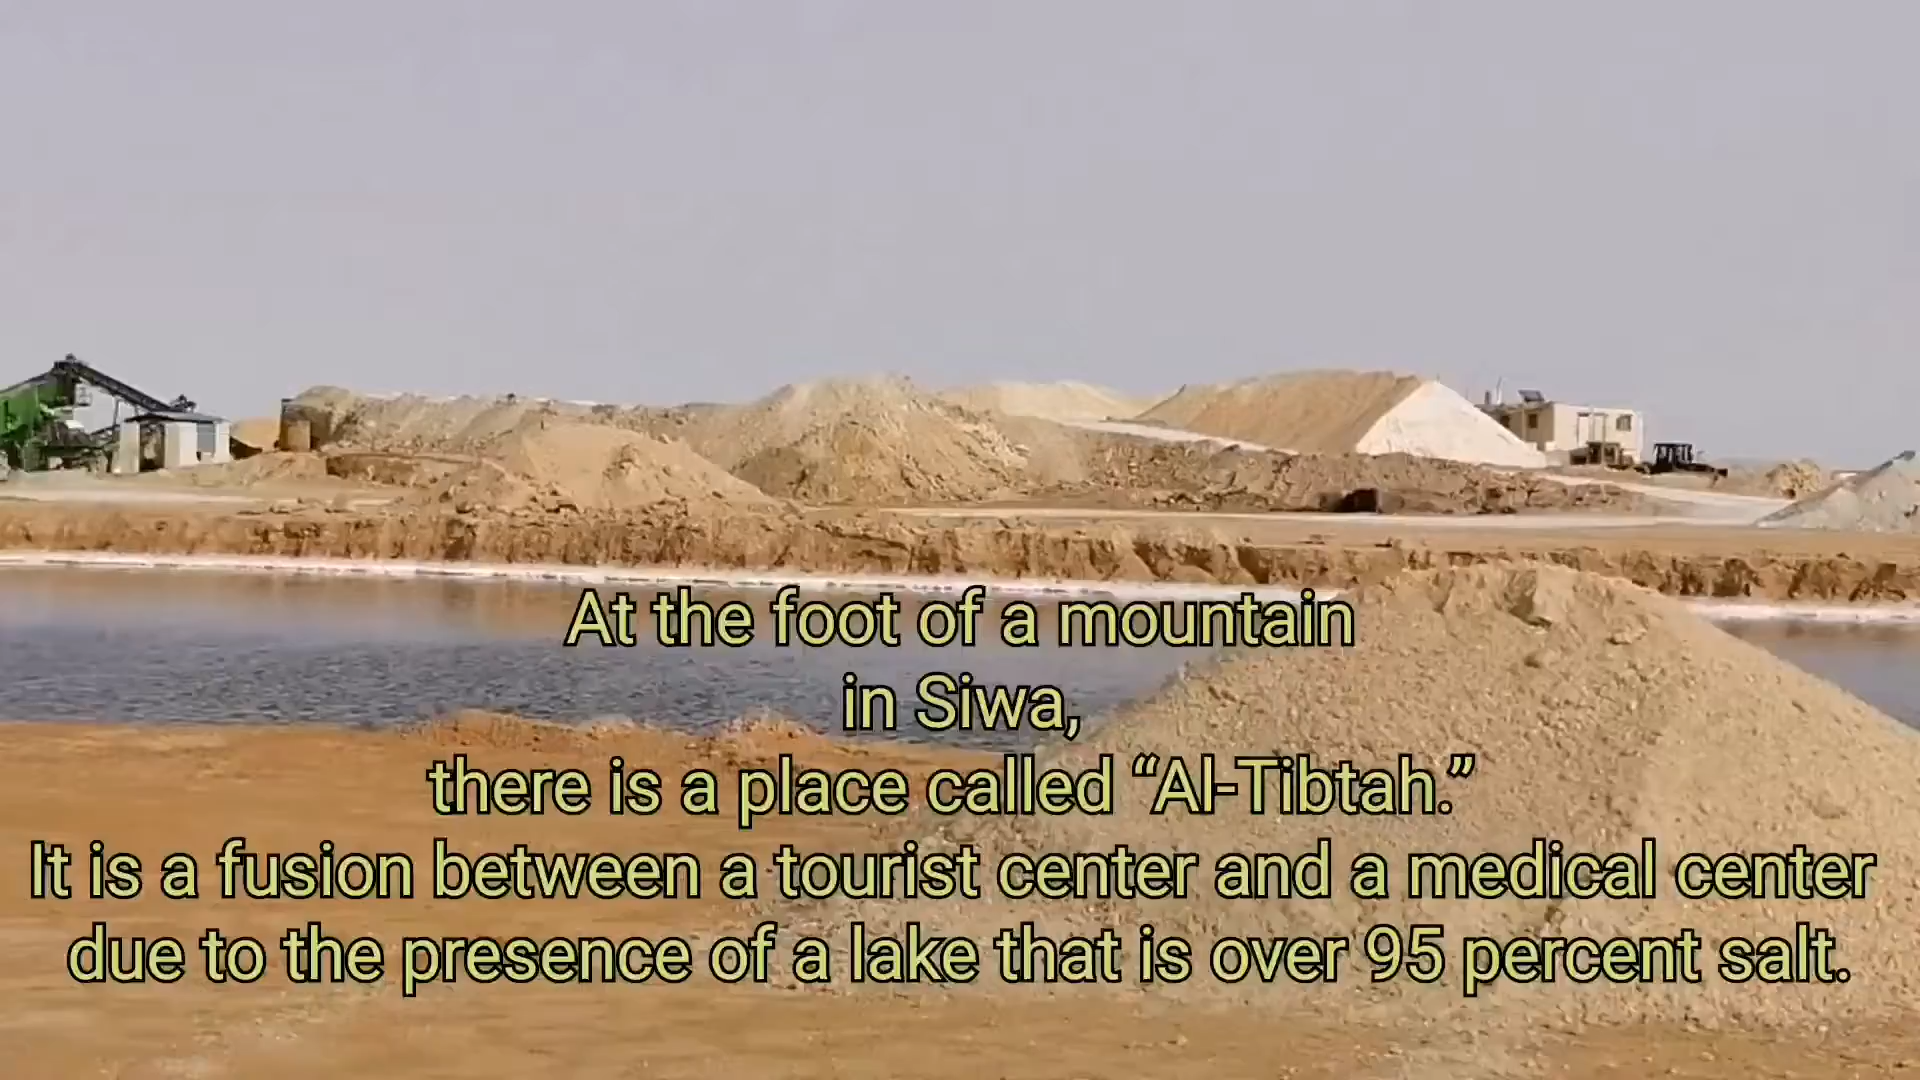 At the foot of a mountain
in Siwa,
there is a place called “Al-Tibtah.”
It is a fusion between a tourist center and a medical center
due to the presence of a lake that is over 95 percent salt.